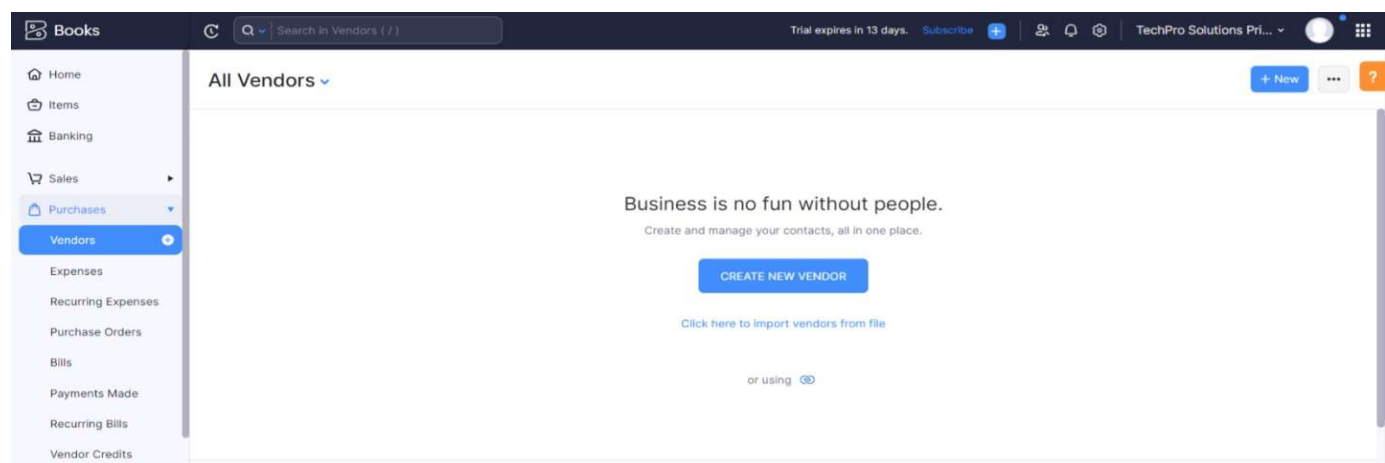 Books
Search in Vendors ( / )
Trial expires in 13 days. Subscribe
TechPro Solutions Pri...
Home
Items
Banking
Sales
Purchases
Vendors
Expenses
Recurring Expenses
Purchase Orders
Bills
Payments Made
Recurring Bills
Vendor Credits
All Vendors
+ New
...
?
Business is no fun without people.
Create and manage your contacts, all in one place.
CREATE NEW VENDOR
Click here to import vendors from file
or using